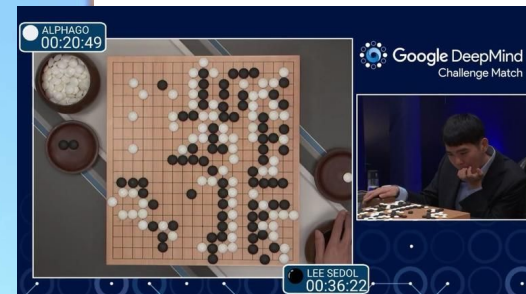 ALPHAGO
00:20:49
Google DeepMind
Challenge Match
LEE SEDOL
00:36:22